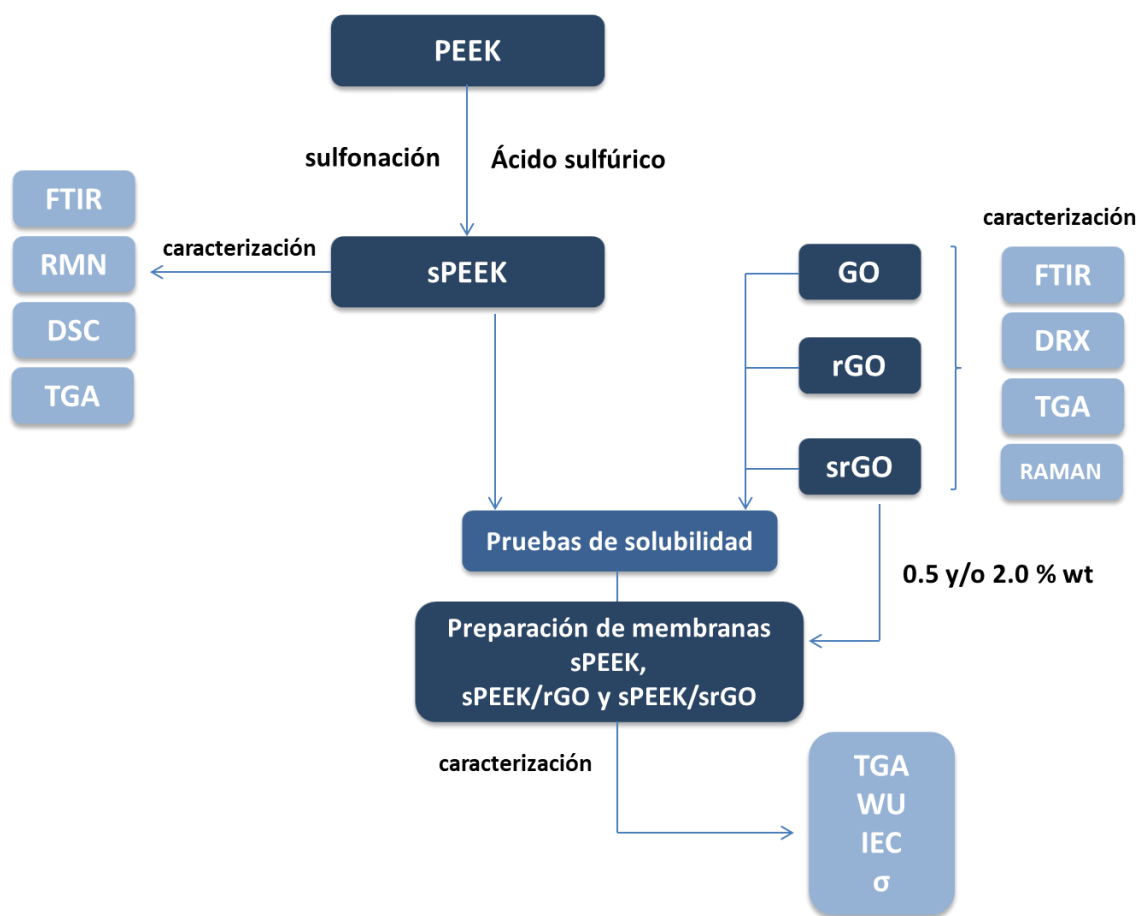 PEEK
sulfonación
Ácido sulfúrico
FTIR
RMN
DSC
TGA
caracterización
sPEEK
GO
rGO
srGO
caracterización
FTIR
DRX
TGA
RAMAN
Pruebas de solubilidad
0.5 y/o 2.0 % wt
Preparación de membranas
sPEEK,
sPEEK/rGO y sPEEK/srGO
caracterización
TGA
WU
IEC
σ